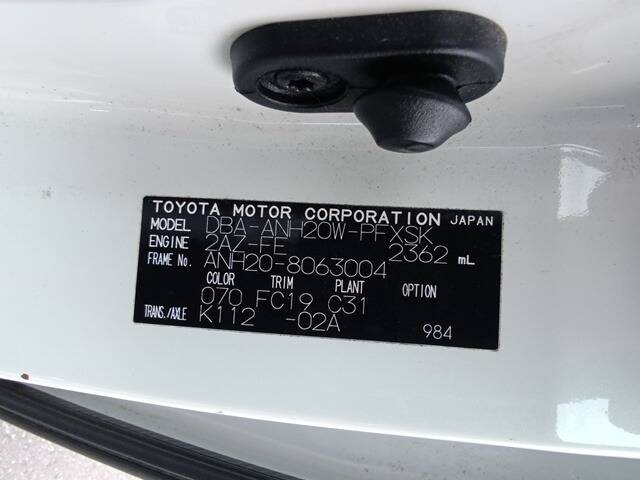 TOYOTA MOTOR CORPORATION JAPAN
MODEL DBA-ANH20W-PFXSK
ENGINE 2AZ-FE 2362 mL
FRAME No. ANH20-8063004
COLOR TRIM PLANT OPTION
070 FC19 C31
TRANS./AXLE K112 -02A 984